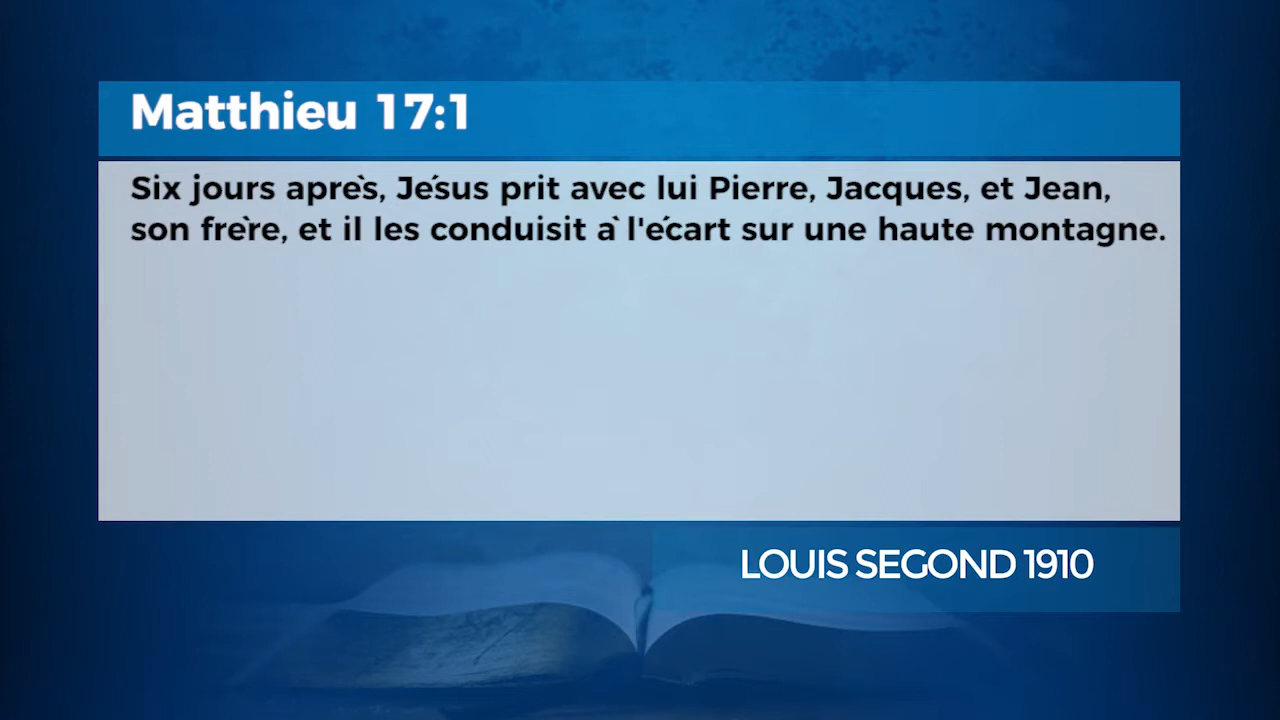 Matthieu 17:1
Six jours après, Jésus prit avec lui Pierre, Jacques, et Jean,
son frère, et il les conduisit à l'écart sur une haute montagne.
LOUIS SEGOND 1910